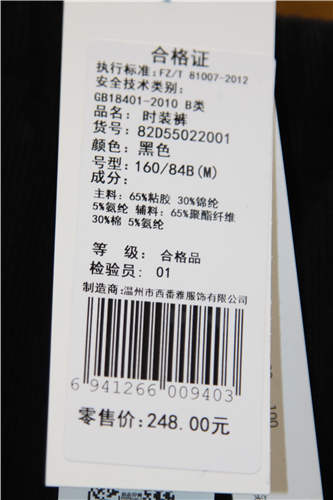 合格证
执行标准:FZ/T 81007-2012
安全技术类别:
GB18401-2010 B类
品名: 时装裤
货号: 82D55022001
颜色: 黑色
号型:160/84B(M)
成分:
主料: 65%粘胶 30%锦纶
5%氨纶 辅料: 65%聚酯纤维
30%棉 5%氨纶
等 级: 合格品
检验员: 01
制造商:温州市西番雅服饰有限公司
6 941266 009403
零售价:248.00元
100